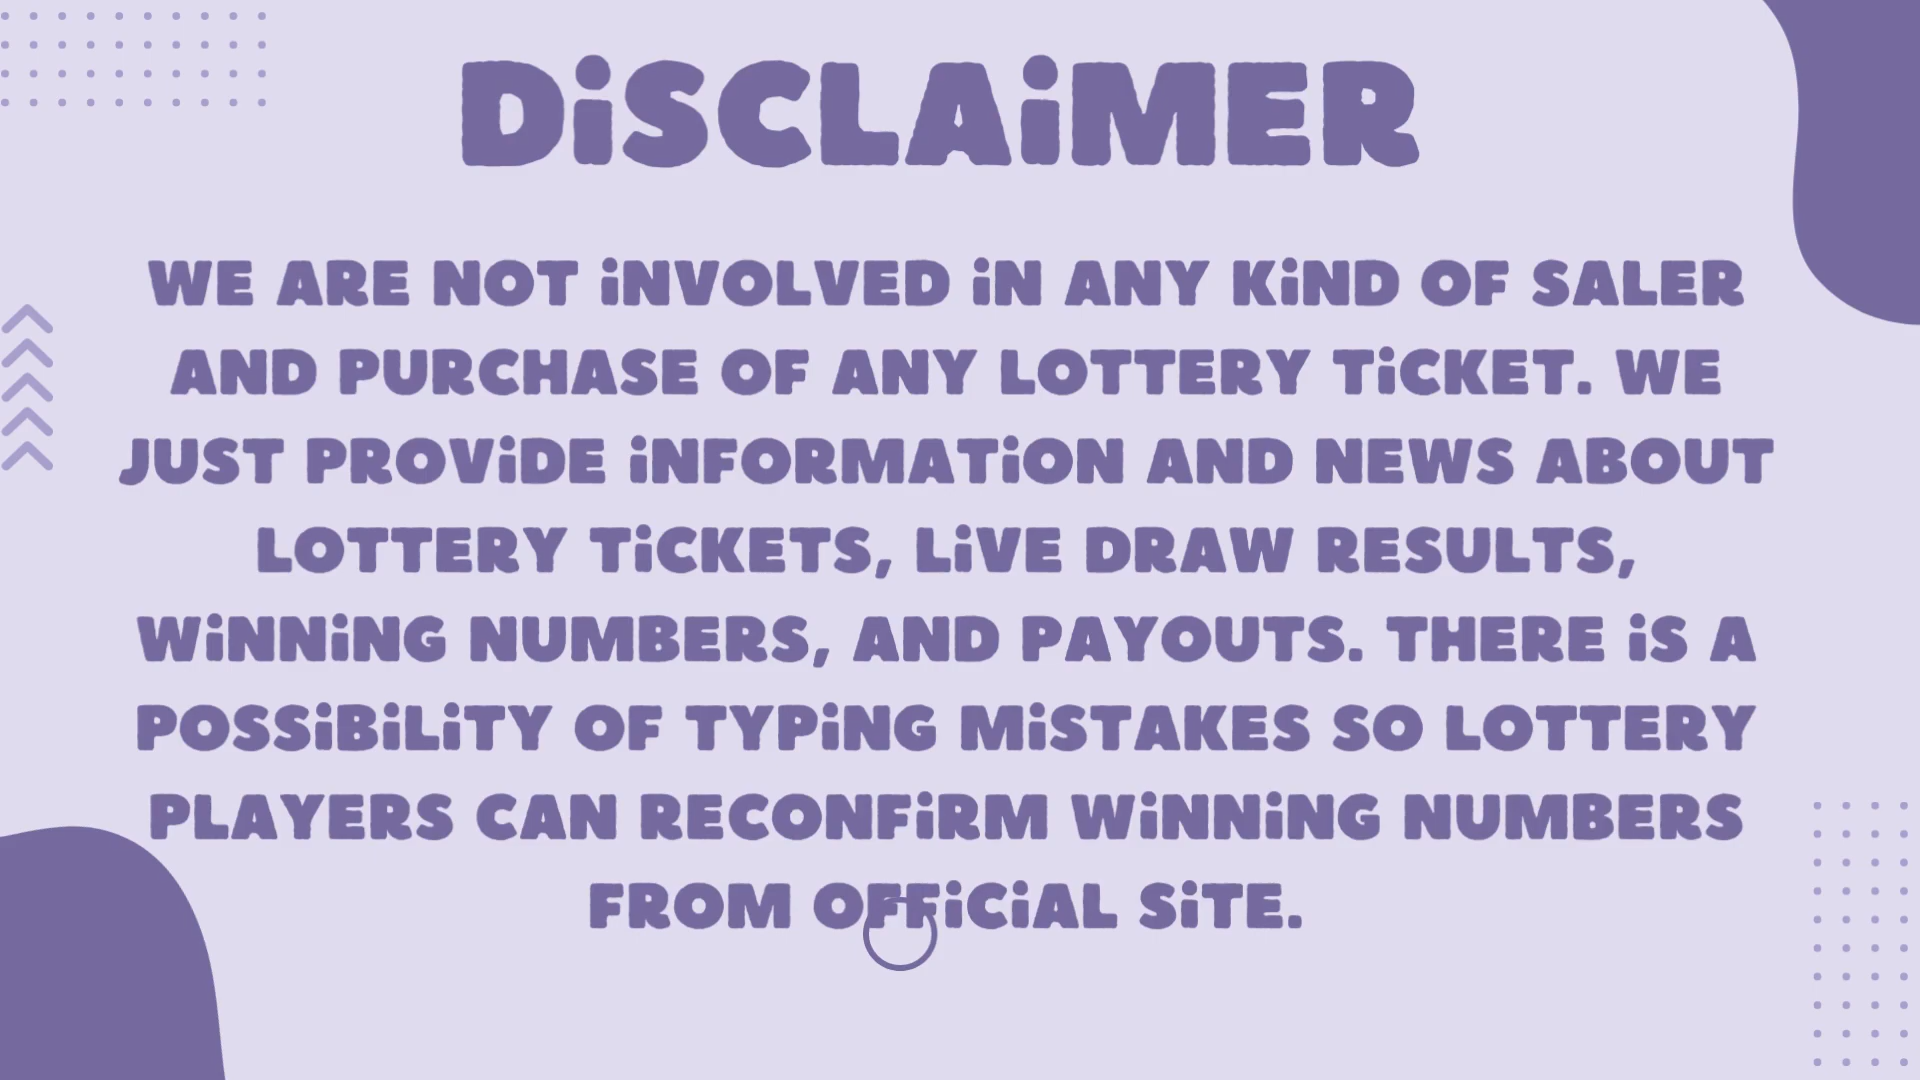 DiSCLAiMER
WE ARE NOT iNVOLVED iN ANY KiND OF SALER
AND PURCHASE OF ANY LOTTERY TiCKET. WE
JUST PROViDE iNFORMATiON AND NEWS ABOUT
LOTTERY TiCKETS, LiVE DRAW RESULTS,
WiNNiNG NUMBERS, AND PAYOUTS. THERE iS A
POSSiBiLiTY OF TYPiNG MiSTAKES SO LOTTERY
PLAYERS CAN RECONFiRM WiNNiNG NUMBERS
FROM OFFiCiAL SiTE.